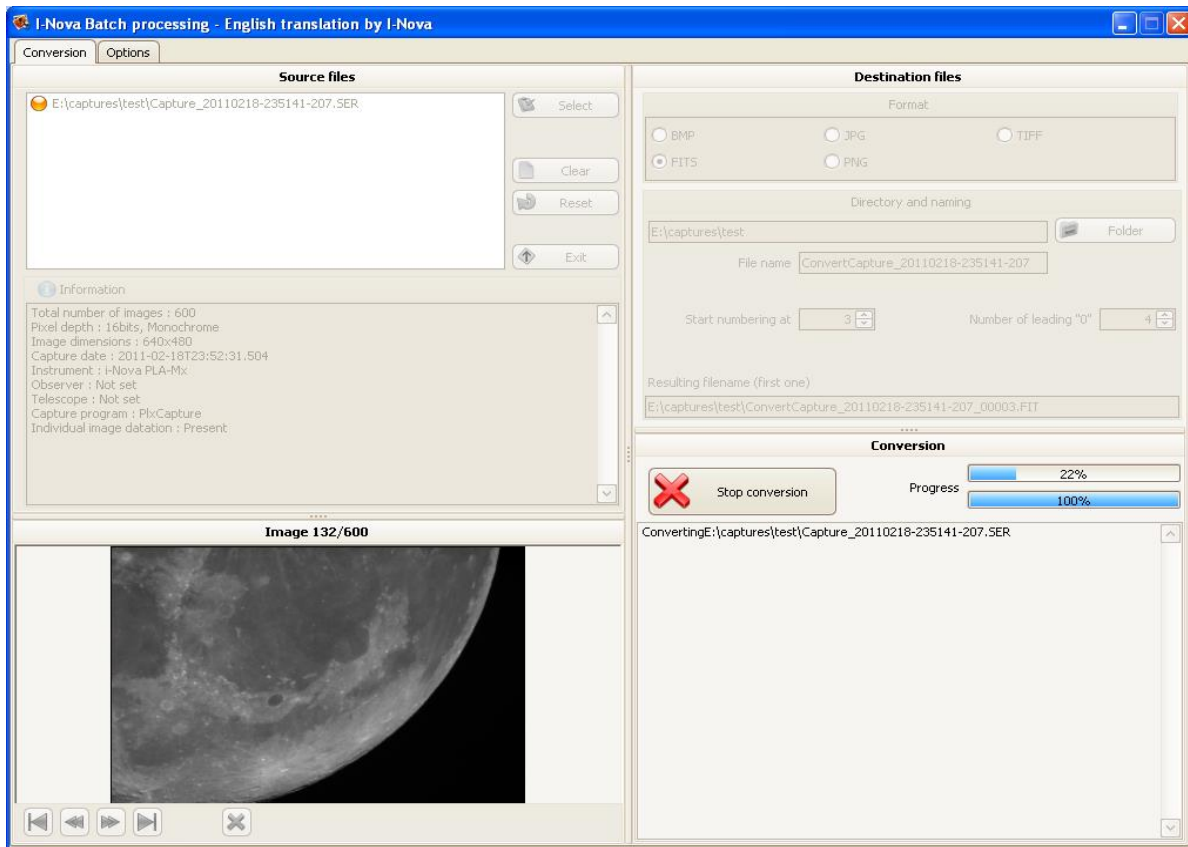 I-Nova Batch processing - English translation by I-Nova
Conversion Options
Source files
E:\captures\test\Capture_20110218-235141-207.SER
Select
Clear
Reset
Exit
Information
Total number of images : 600
Pixel depth : 16bits, Monochrome
Image dimensions : 640x480
Capture date : 2011-02-18T23:52:31.504
Instrument : i-Nova PLA-Mx
Observer : Not set
Telescope : Not set
Capture program : PlxCapture
Individual image datation : Present
Image 132/600
Destination files
Format
BMP JPG TIFF
FITS PNG
Directory and naming
E:\captures\test Folder
File name ConvertCapture_20110218-235141-207
Start numbering at 3 Number of leading "0" 4
Resulting filename (first one)
E:\captures\test\ConvertCapture_20110218-235141-207_00003.FIT
Conversion
Stop conversion Progress 22%
100%
ConvertingE:\captures\test\Capture_20110218-235141-207.SER